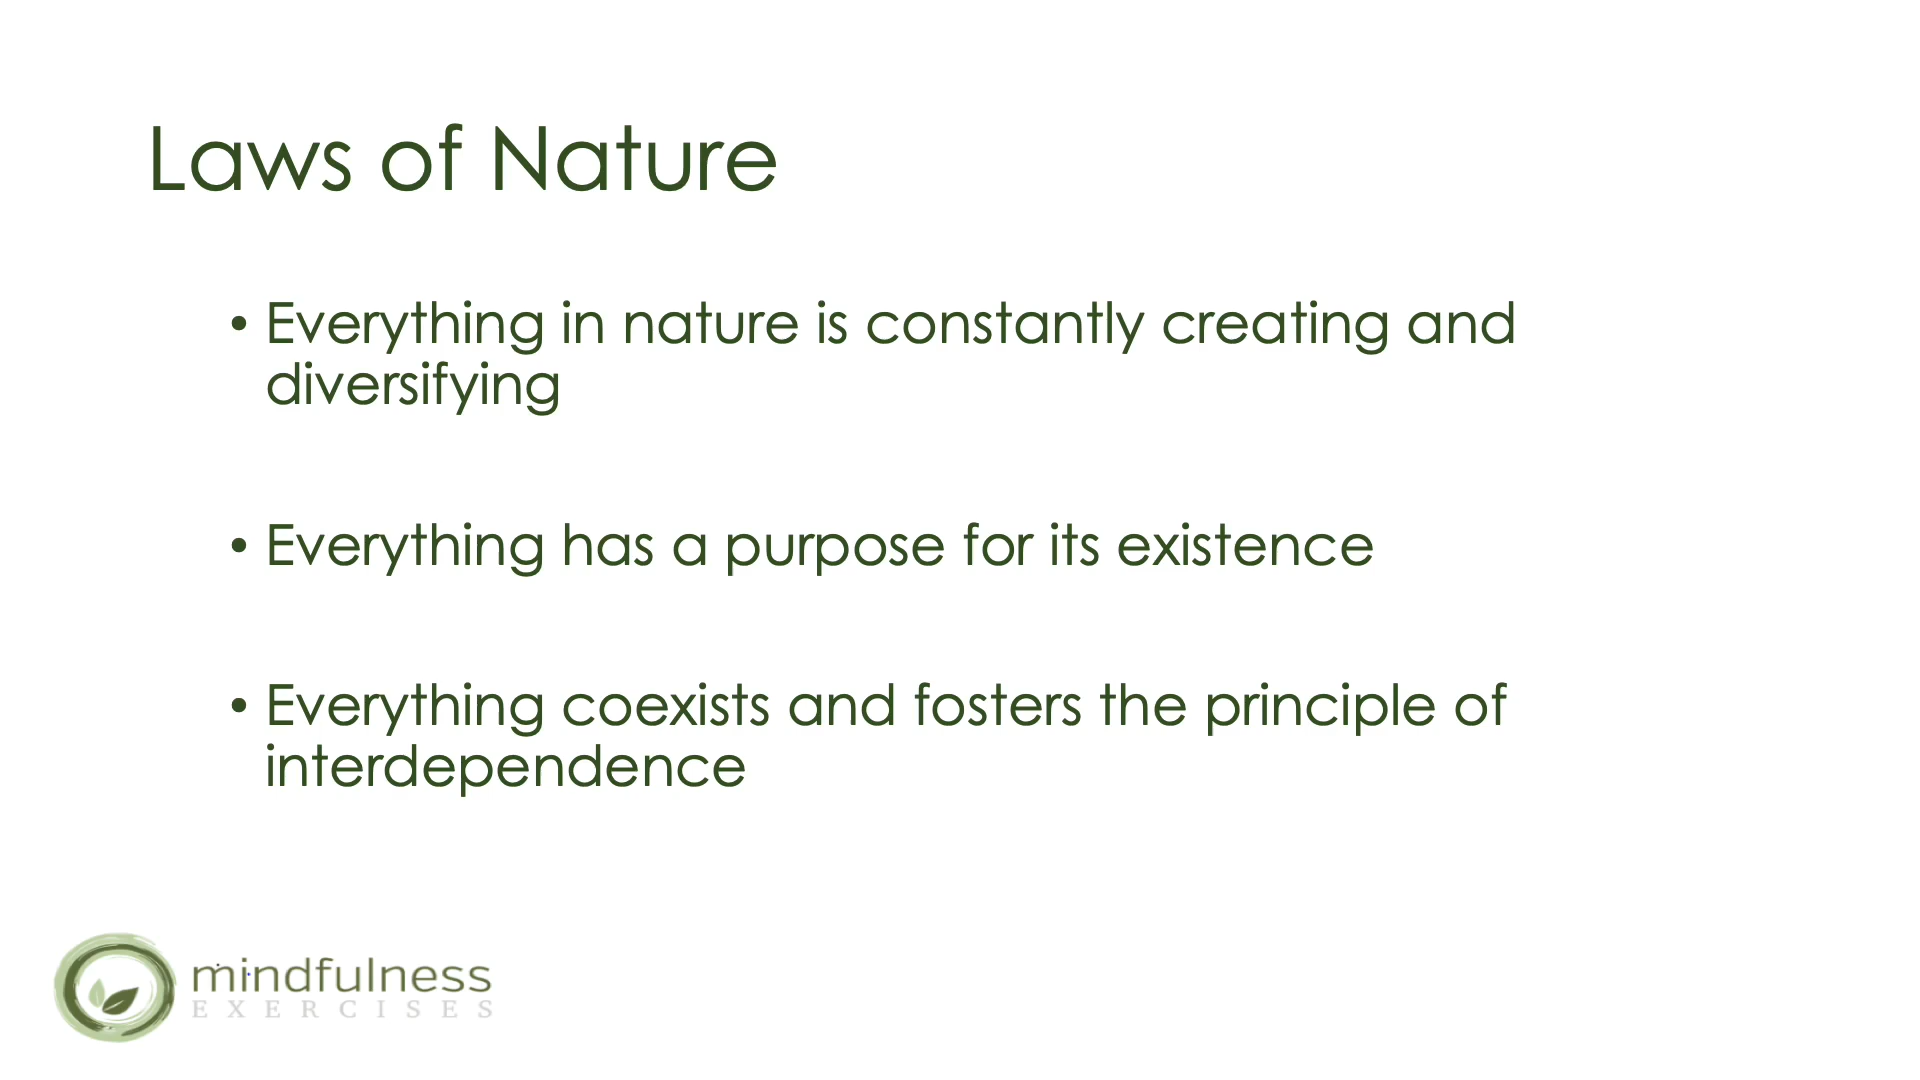 Laws of Nature
• Everything in nature is constantly creating and
diversifying
• Everything has a purpose for its existence
• Everything coexists and fosters the principle of
interdependence
mindfulness
EXERCISES